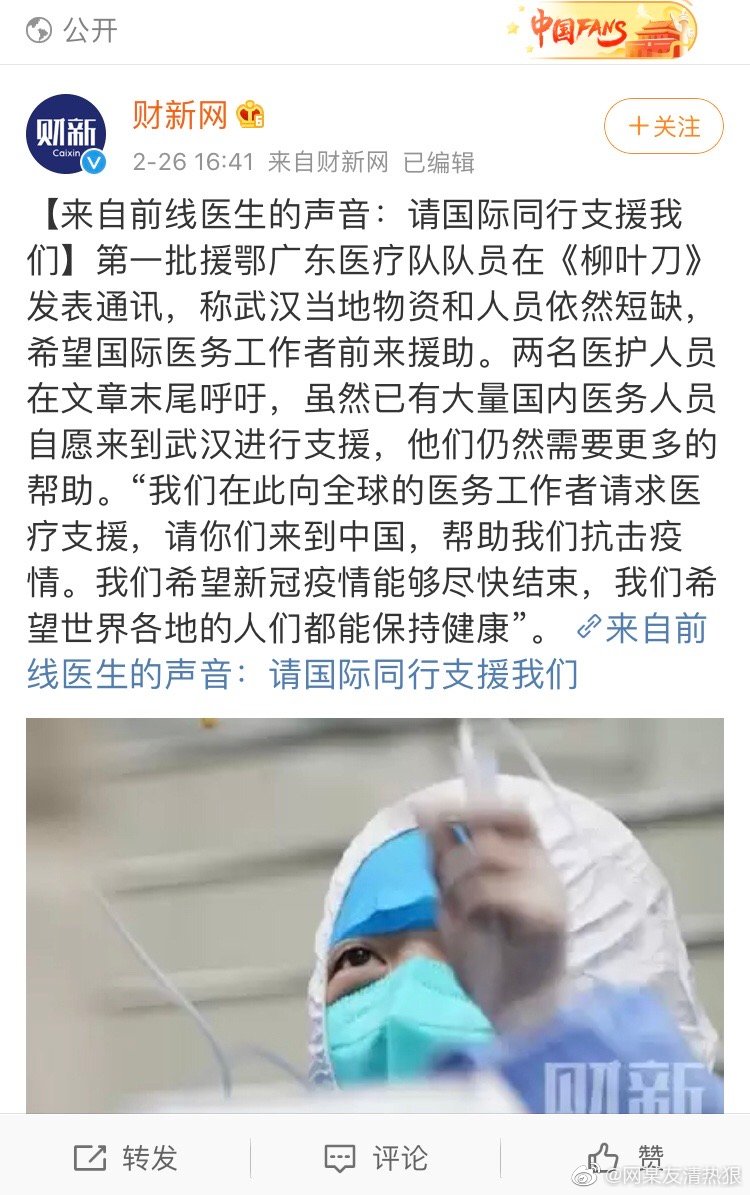 公开
中国FANS
财新
Caixin
财新网
2-26 16:41 来自财新网 已编辑
+关注
【来自前线医生的声音：请国际同行支援我
们】第一批援鄂广东医疗队队员在《柳叶刀》
发表通讯，称武汉当地物资和人员依然短缺，
希望国际医务工作者前来援助。两名医护人员
在文章末尾呼吁，虽然已有大量国内医务人员
自愿来到武汉进行支援，他们仍然需要更多的
帮助。“我们在此向全球的医务工作者请求医
疗支援，请你们来到中国，帮助我们抗击疫
情。我们希望新冠疫情能够尽快结束，我们希
望世界各地的人们都能保持健康”。来自前
线医生的声音：请国际同行支援我们
财新
转发
评论
赞
@网某友清热狠